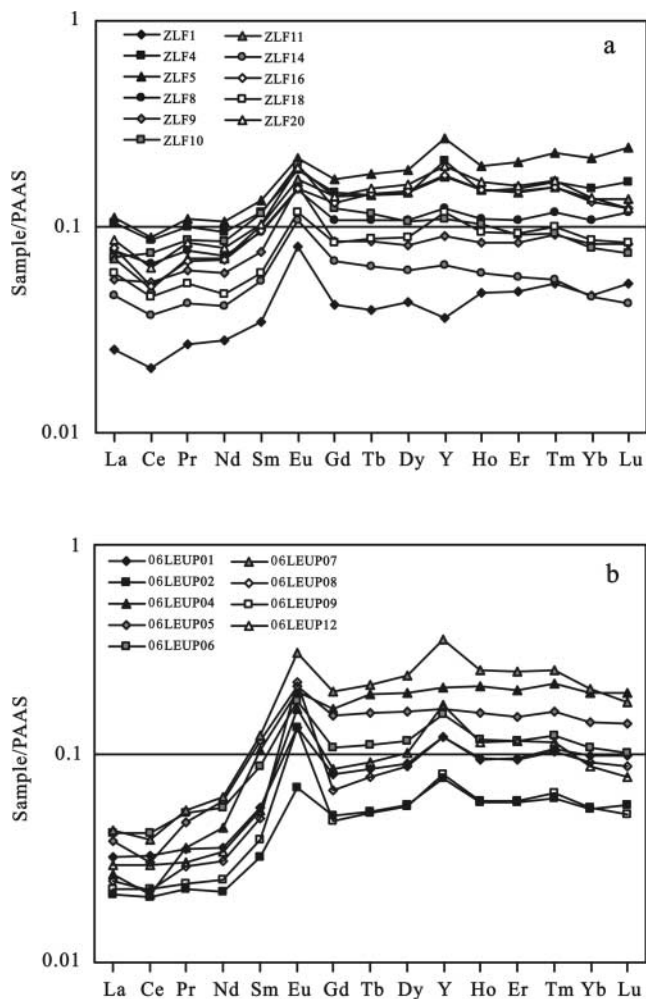 1
a
ZLF1 ZLF11
ZLF4 ZLF14
ZLF5 ZLF16
ZLF8 ZLF18
ZLF9 ZLF20
ZLF10
Sample/PAAS
0.1
0.01
La Ce Pr Nd Sm Eu Gd Tb Dy Y Ho Er Tm Yb Lu
1
b
06LEUP01 06LEUP07
06LEUP02 06LEUP08
06LEUP04 06LEUP09
06LEUP05 06LEUP12
06LEUP06
Sample/PAAS
0.1
0.01
La Ce Pr Nd Sm Eu Gd Tb Dy Y Ho Er Tm Yb Lu